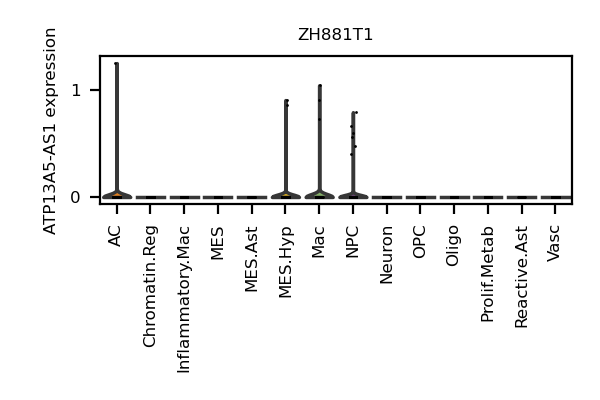 ZH881T1
ATP13A5-AS1 expression
1
0
AC
Chromatin.Reg
Inflammatory.Mac
MES
MES.Ast
MES.Hyp
Mac
NPC
Neuron
OPC
Oligo
Prolif.Metab
Reactive.Ast
Vasc